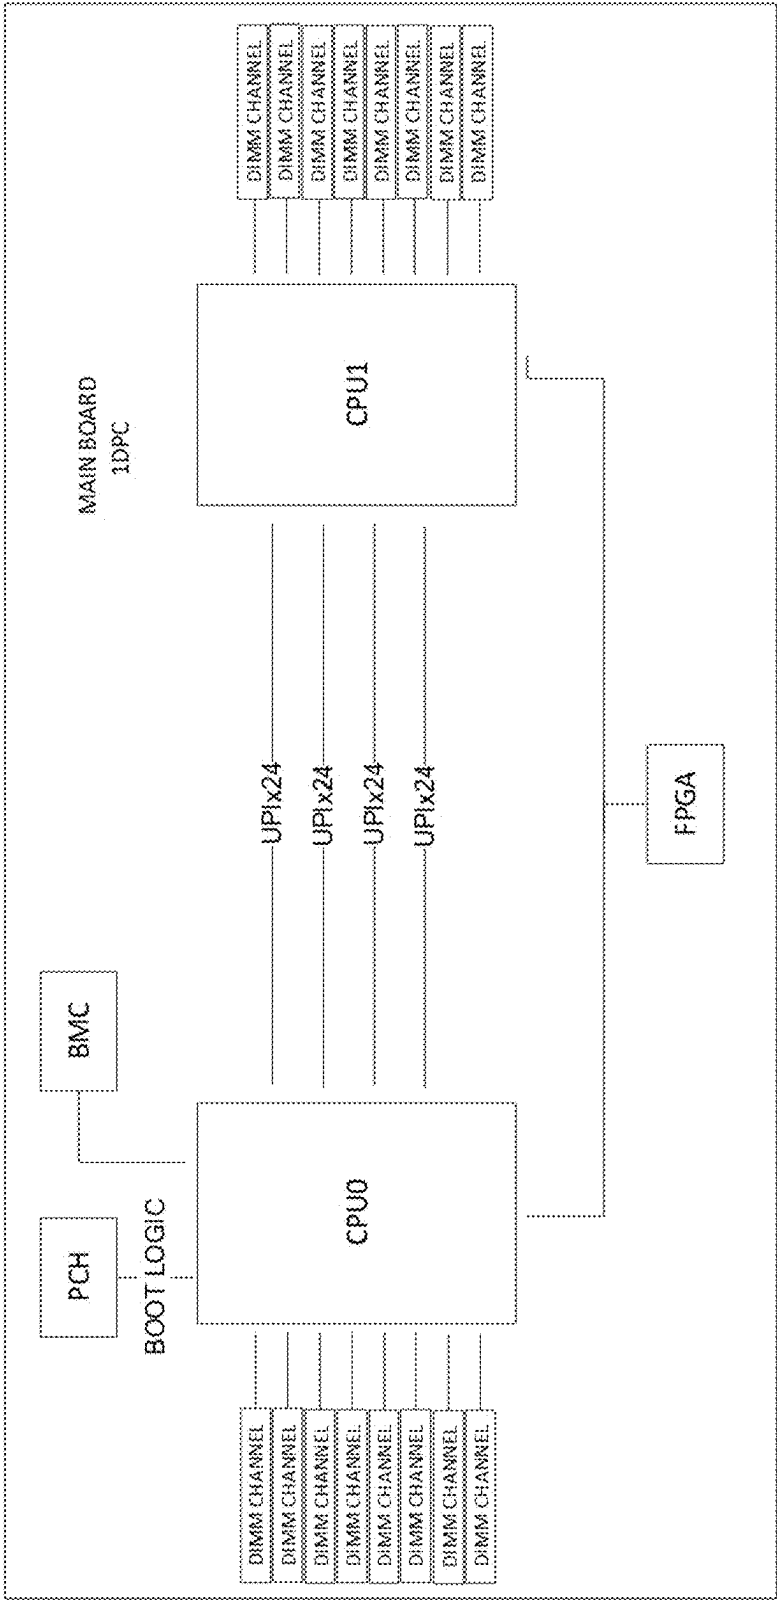 PCH
BMC
MAIN BOARD
1DPC
BOOT LOGIC
DIMM CHANNEL
DIMM CHANNEL
DIMM CHANNEL
DIMM CHANNEL
DIMM CHANNEL
DIMM CHANNEL
DIMM CHANNEL
DIMM CHANNEL
CPU0
UPIx24
UPIx24
UPIx24
UPIx24
CPU1
DIMM CHANNEL
DIMM CHANNEL
DIMM CHANNEL
DIMM CHANNEL
DIMM CHANNEL
DIMM CHANNEL
DIMM CHANNEL
DIMM CHANNEL
FPGA